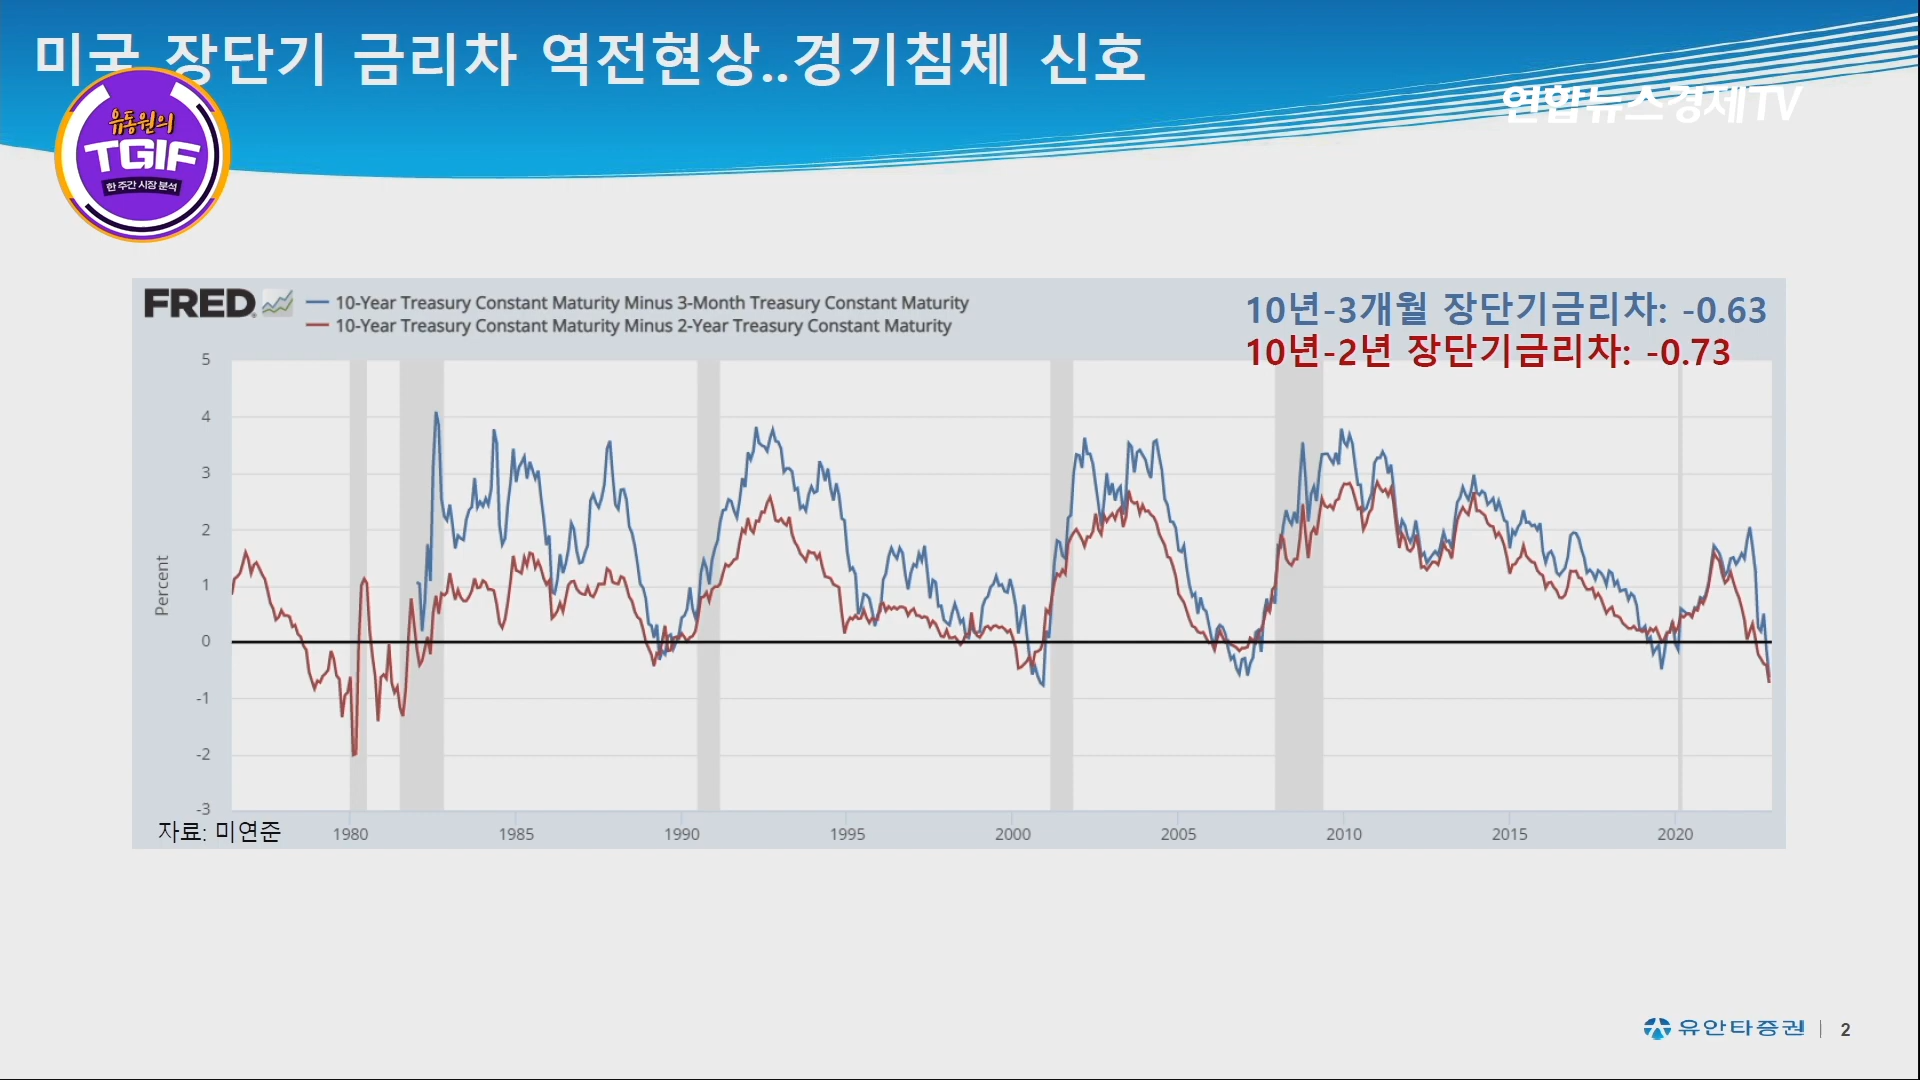 미국 장단기 금리차 역전현상..경기침체 신호
유동원의
TGIF
한 주간 시장 분석
연합뉴스경제TV
FRED
10-Year Treasury Constant Maturity Minus 3-Month Treasury Constant Maturity
10-Year Treasury Constant Maturity Minus 2-Year Treasury Constant Maturity
10년-3개월 장단기금리차: -0.63
10년-2년 장단기금리차: -0.73
Percent
5
4
3
2
1
0
-1
-2
-3
1980 1985 1990 1995 2000 2005 2010 2015 2020
자료: 미연준
유안타증권 | 2